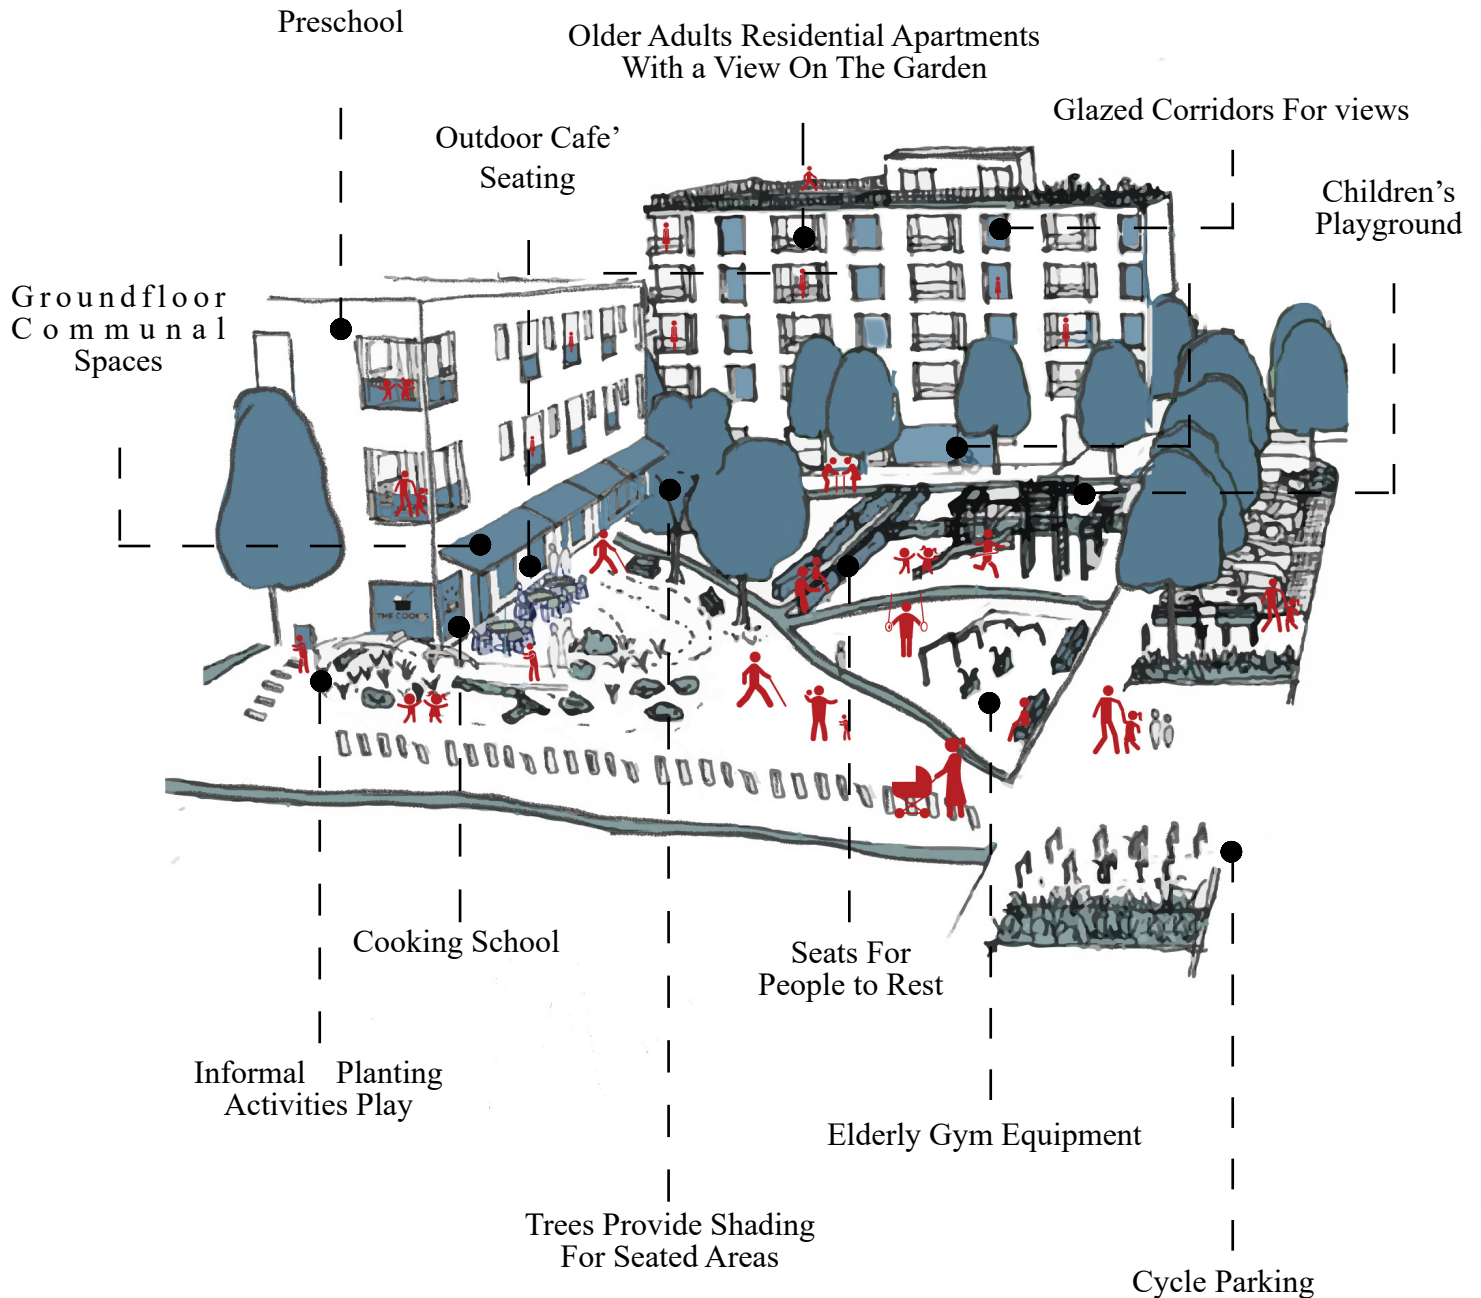 Preschool
Older Adults Residential Apartments
With a View On The Garden
Glazed Corridors For views
Outdoor Cafe’
Seating
Children’s
Playground
Groundfloor
Communal
Spaces
THE COOK
Cooking School
Seats For
People to Rest
Informal Planting
Activities Play
Elderly Gym Equipment
Trees Provide Shading
For Seated Areas
Cycle Parking